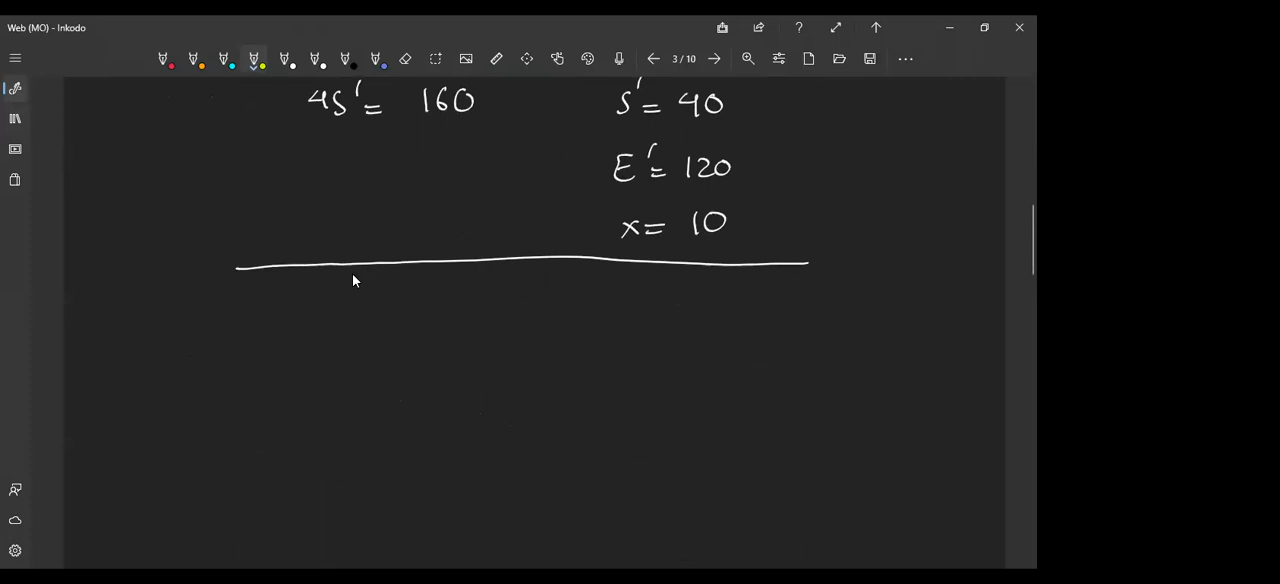 Web (MO) - Inkodo
3 / 10
4S' = 160
S' = 40
E' = 120
x = 10